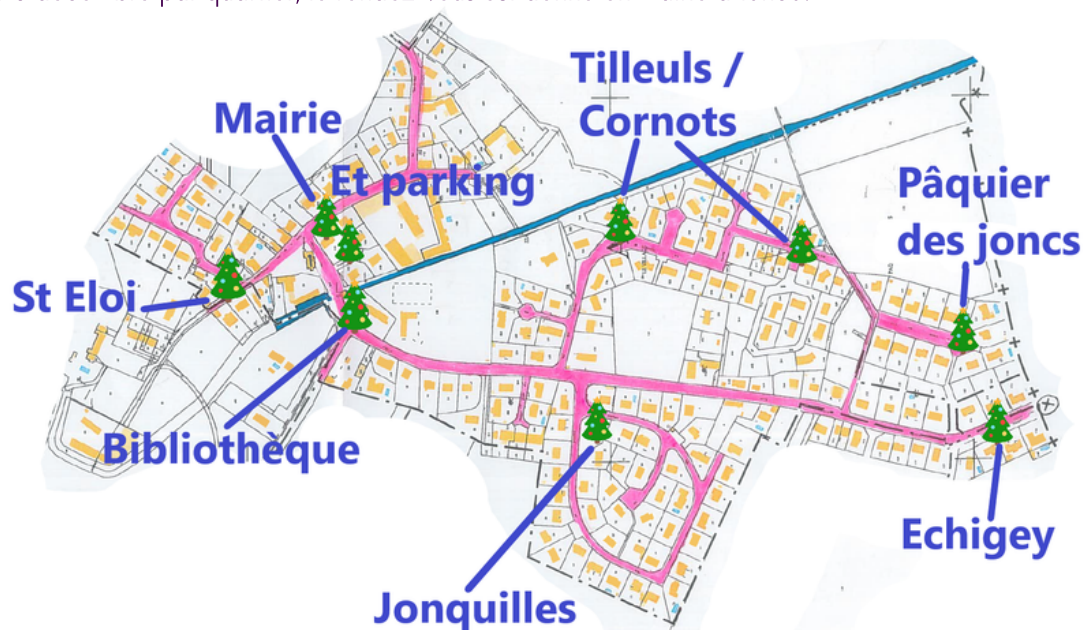 Tilleuls /
Cornots
Mairie
Et parking
Pâquier
des joncs
St Eloi
Bibliothèque
Echigey
Jonquilles